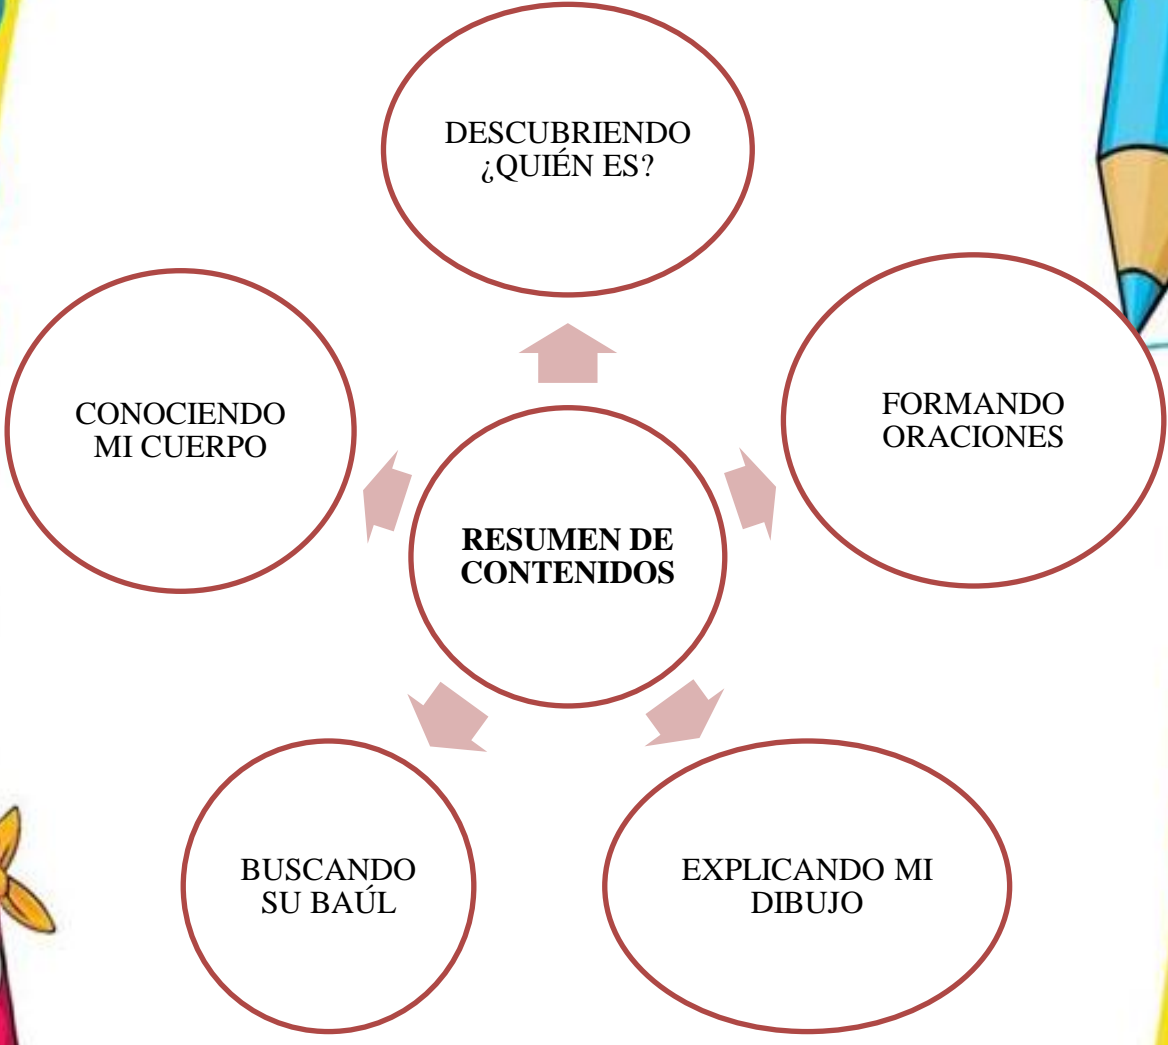 DESCUBRIENDO
¿QUIÉN ES?
CONOCIENDO
MI CUERPO
FORMANDO
ORACIONES
RESUMEN DE
CONTENIDOS
BUSCANDO
SU BAÚL
EXPLICANDO MI
DIBUJO